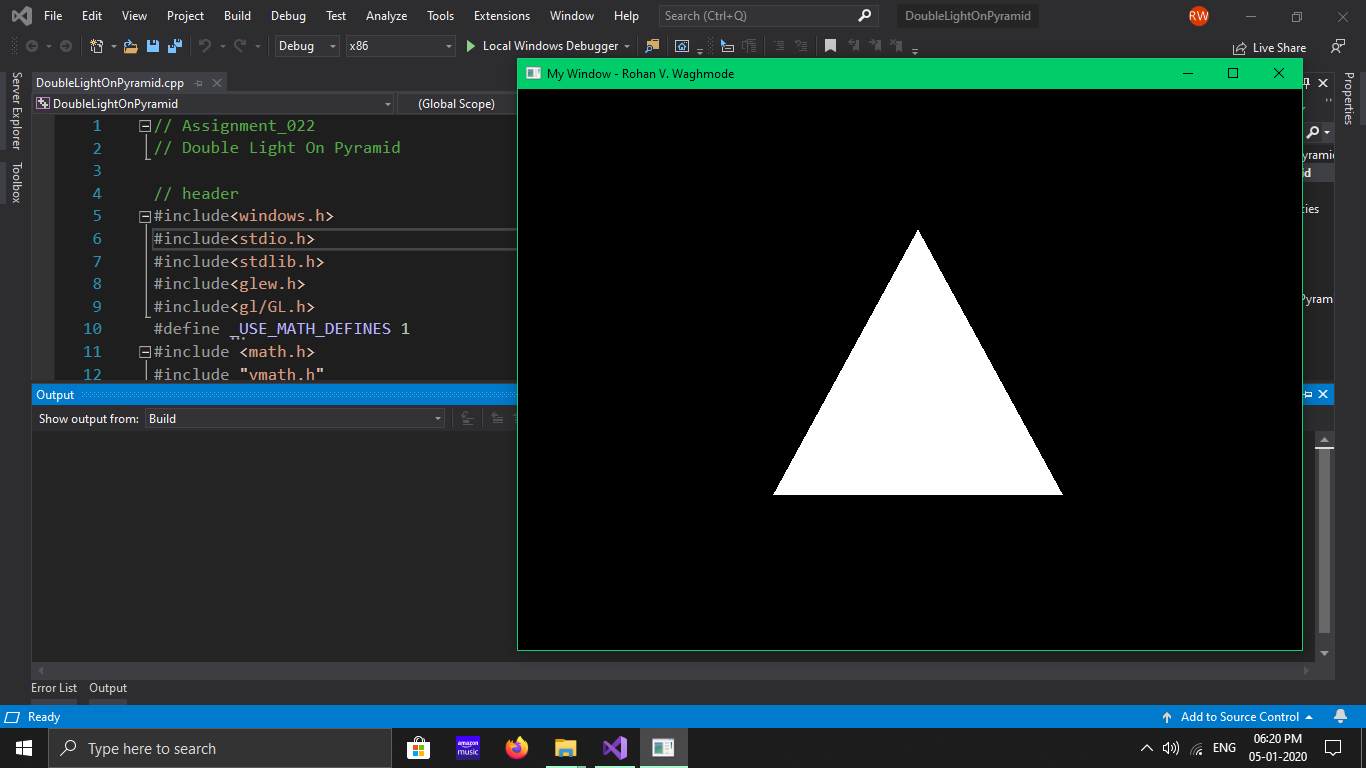 File Edit View Project Build Debug Test Analyze Tools Extensions Window Help Search (Ctrl+Q) DoubleLightOnPyramid RW
Debug x86 Local Windows Debugger Live Share
My Window - Rohan V. Waghmode
DoubleLightOnPyramid.cpp
DoubleLightOnPyramid (Global Scope)
Server Explorer
Toolbox
Properties
1 // Assignment_022
2 // Double Light On Pyramid
3
4 // header
5 #include<windows.h>
6 #include<stdio.h>
7 #include<stdlib.h>
8 #include<glew.h>
9 #include<gl/GL.h>
10 #define _USE_MATH_DEFINES 1
11 #include <math.h>
12 #include "vmath.h"
Output
Show output from: Build
Error List Output
Ready Add to Source Control
Type here to search amazon music ENG 06:20 PM
05-01-2020